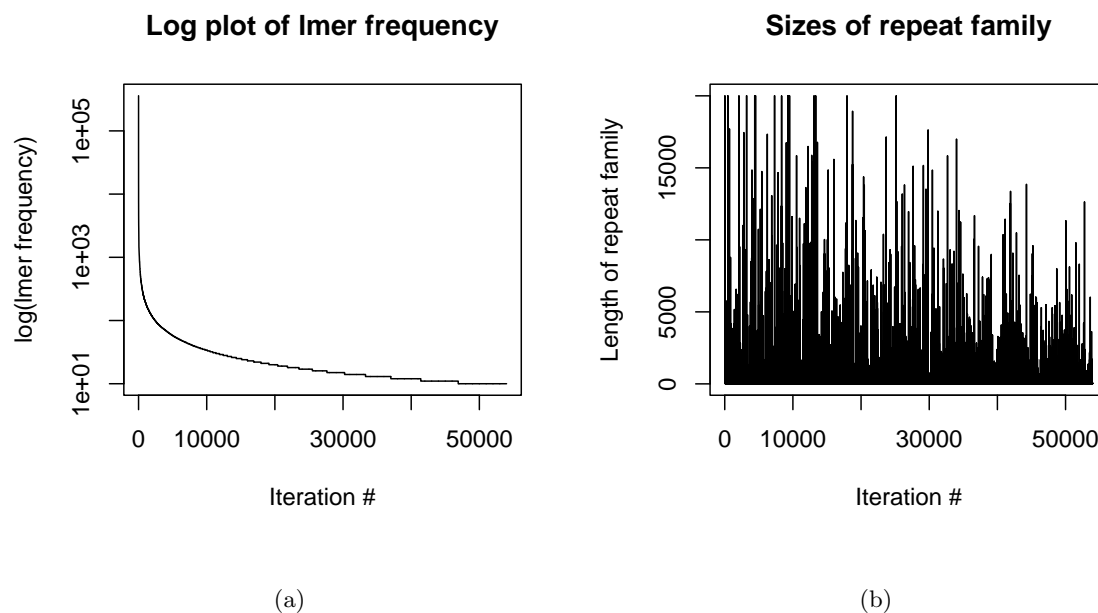 Log plot of lmer frequency
log(lmer frequency)
1e+05
1e+03
1e+01
0 10000 30000 50000
Iteration #
(a)
Sizes of repeat family
Length of repeat family
15000
5000
0
0 10000 30000 50000
Iteration #
(b)